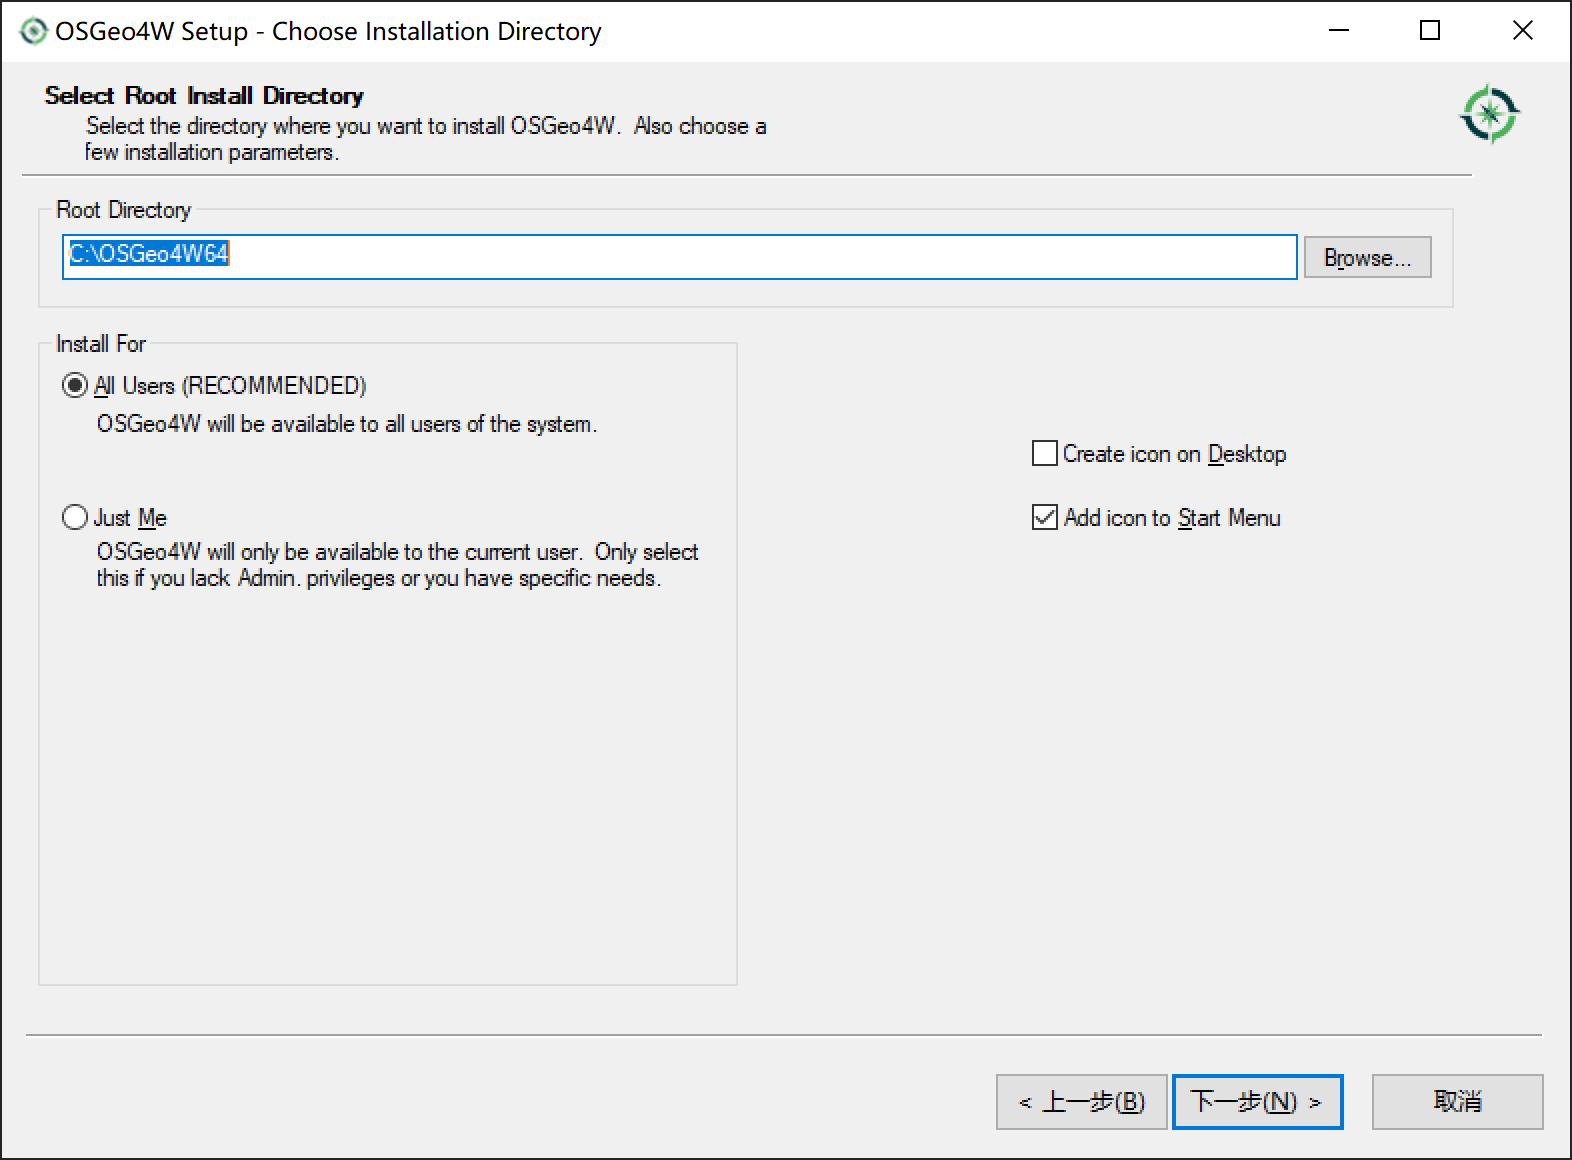 OSGeo4W Setup - Choose Installation Directory
Select Root Install Directory
Select the directory where you want to install OSGeo4W.  Also choose a
few installation parameters.
Root Directory
C:\OSGeo4W64
Browse...
Install For
All Users (RECOMMENDED)
OSGeo4W will be available to all users of the system.
Just Me
OSGeo4W will only be available to the current user.  Only select
this if you lack Admin. privileges or you have specific needs.
Create icon on Desktop
Add icon to Start Menu
< 上一步(B)
下一步(N) >
取消